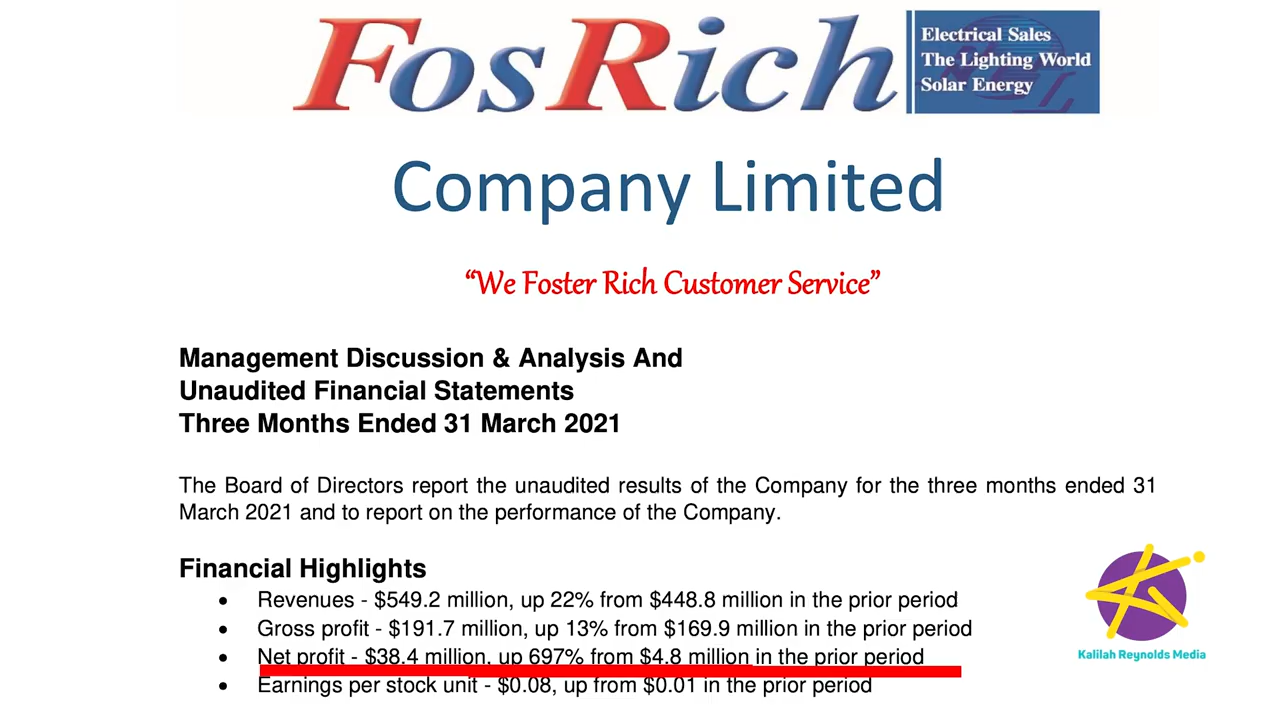 FosRich
Electrical Sales
The Lighting World
Solar Energy
Company Limited
“We Foster Rich Customer Service”
Management Discussion & Analysis And
Unaudited Financial Statements
Three Months Ended 31 March 2021
The Board of Directors report the unaudited results of the Company for the three months ended 31
March 2021 and to report on the performance of the Company.
Financial Highlights
• Revenues - $549.2 million, up 22% from $448.8 million in the prior period
• Gross profit - $191.7 million, up 13% from $169.9 million in the prior period
• Net profit - $38.4 million, up 697% from $4.8 million in the prior period
• Earnings per stock unit - $0.08, up from $0.01 in the prior period
Kalilah Reynolds Media